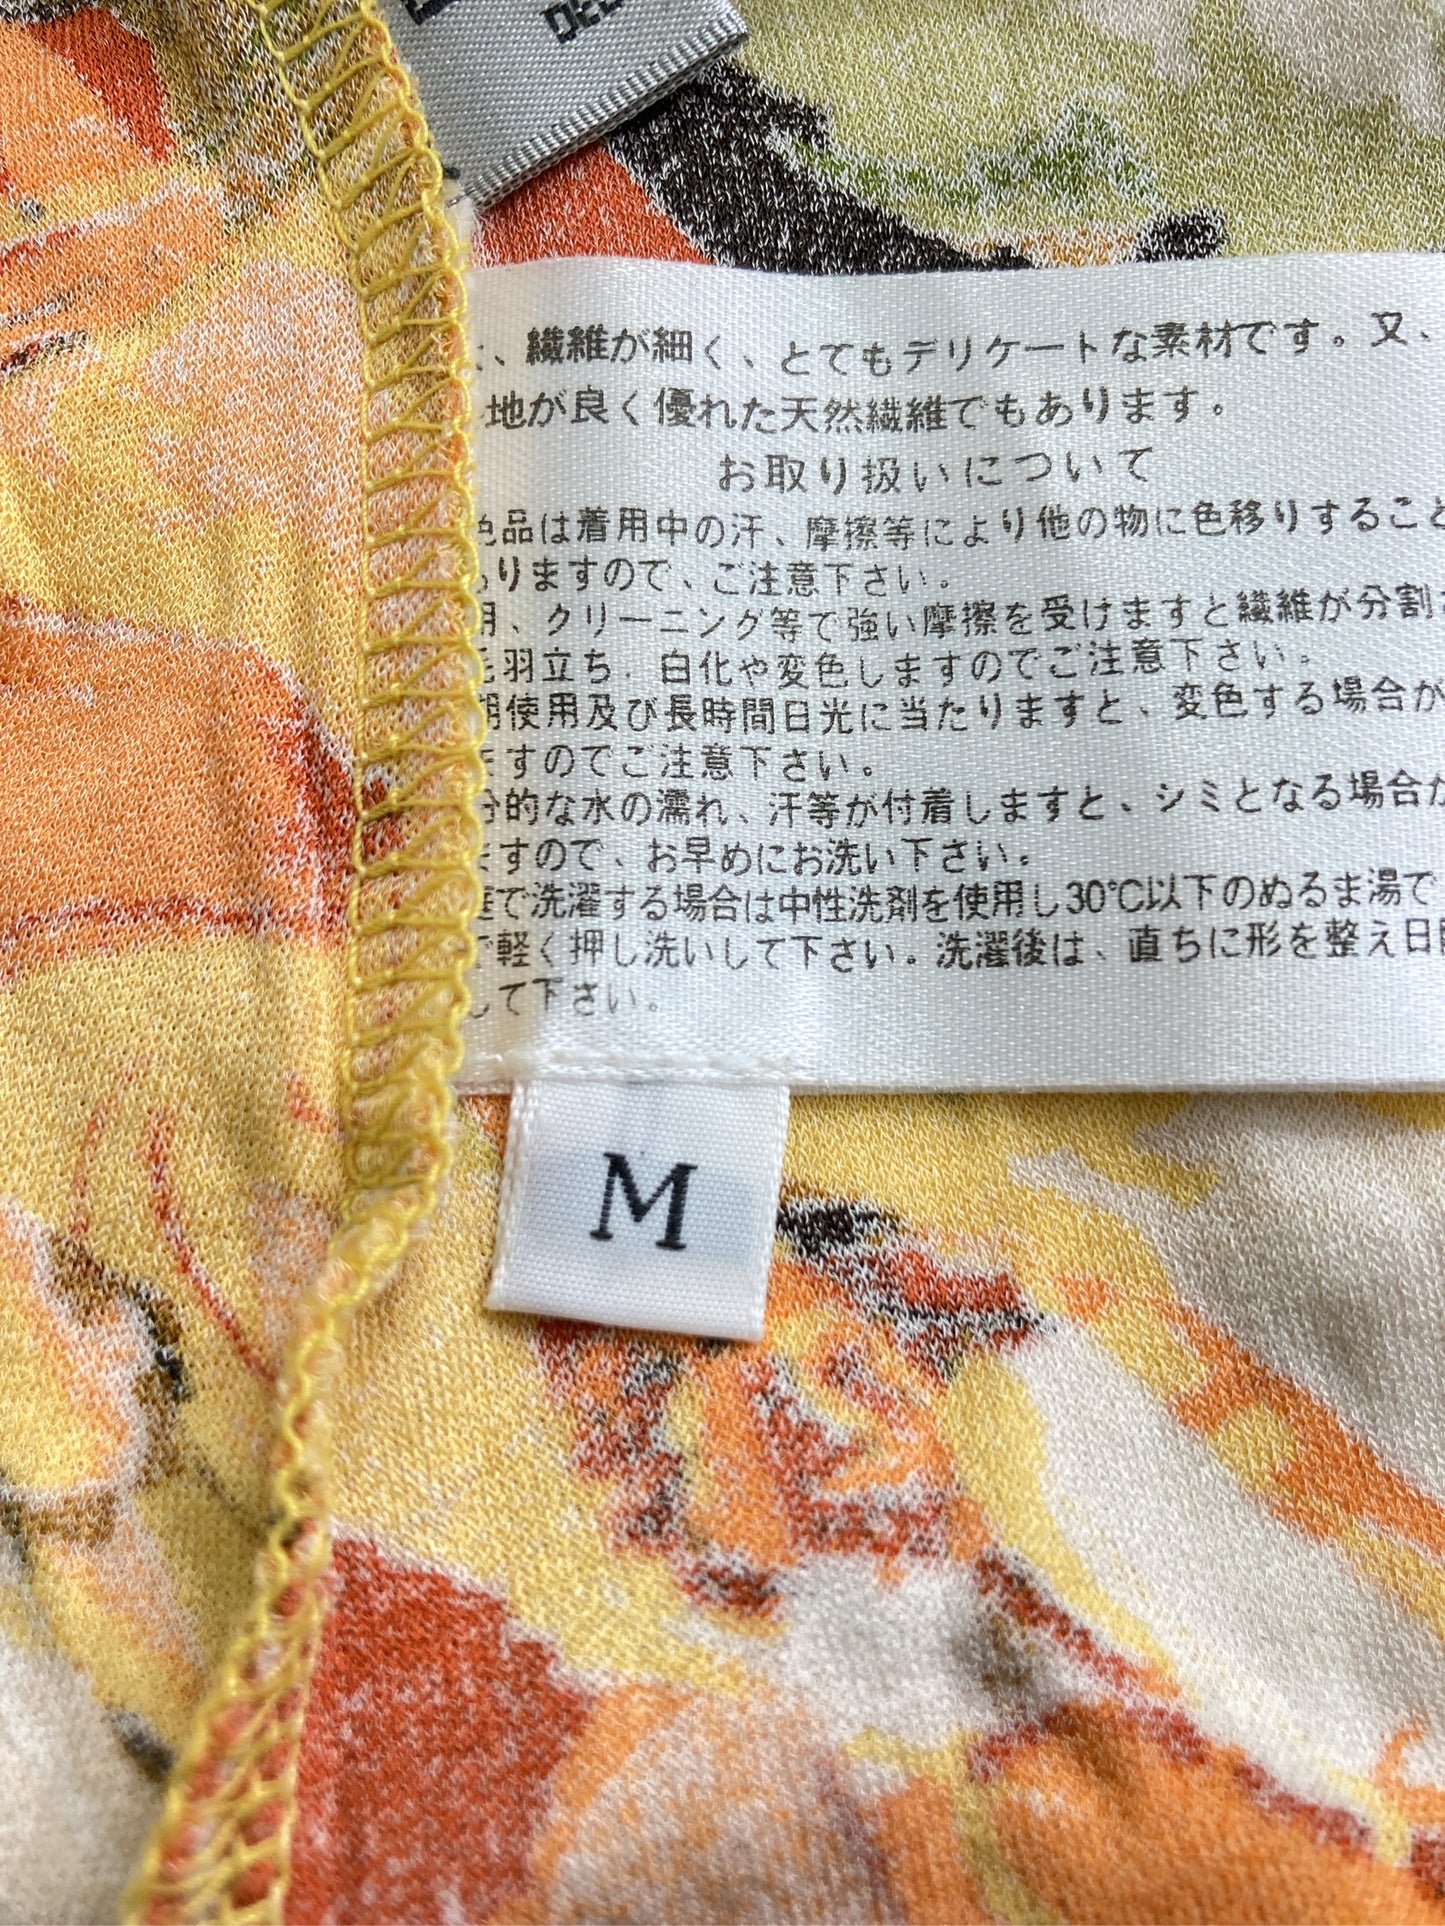 、繊維が細く、とてもデリケートな素材です。又、
地が良く優れた天然繊維でもあります。
お取り扱いについて
色品は着用中の汗、摩擦等により他の物に色移りすること
りますので、ご注意下さい。
用、クリーニング等で強い摩擦を受けますと繊維が分割
毛羽立ち、白化や変色しますのでご注意下さい。
期使用及び長時間日光に当たりますと、変色する場合が
ますのでご注意下さい。
分的な水の濡れ、汗等が付着しますと、シミとなる場合が
ますので、お早めにお洗い下さい。
庭で洗濯する場合は中性洗剤を使用し30℃以下のぬるま湯で
で軽く押し洗いして下さい。洗濯後は、直ちに形を整え日
して下さい。
M